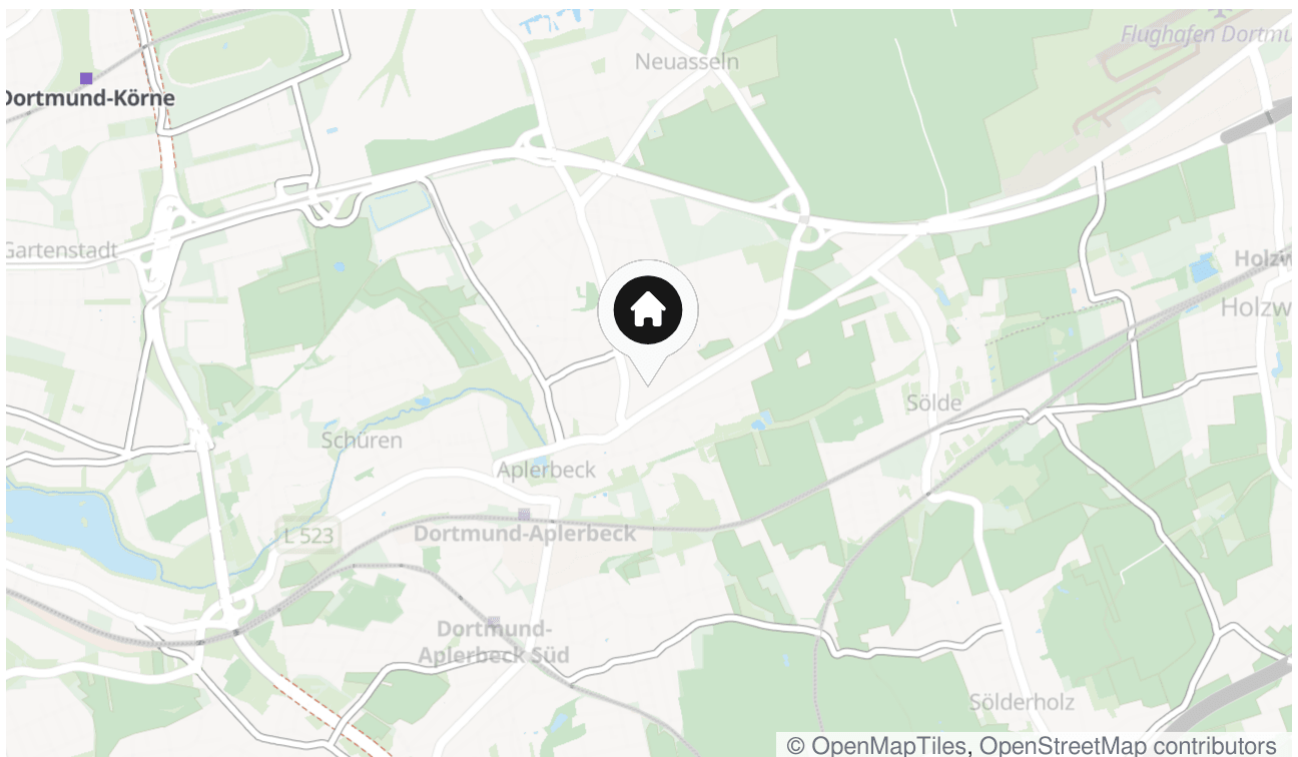 Flughafen Dortmu
Neuasseln
Dortmund-Körne
Gartenstadt
Holzw
Holzw
Sölde
Schüren
Aplerbeck
L 523
Dortmund-Aplerbeck
Dortmund-
Aplerbeck Süd
Sölderholz
© OpenMapTiles, OpenStreetMap contributors